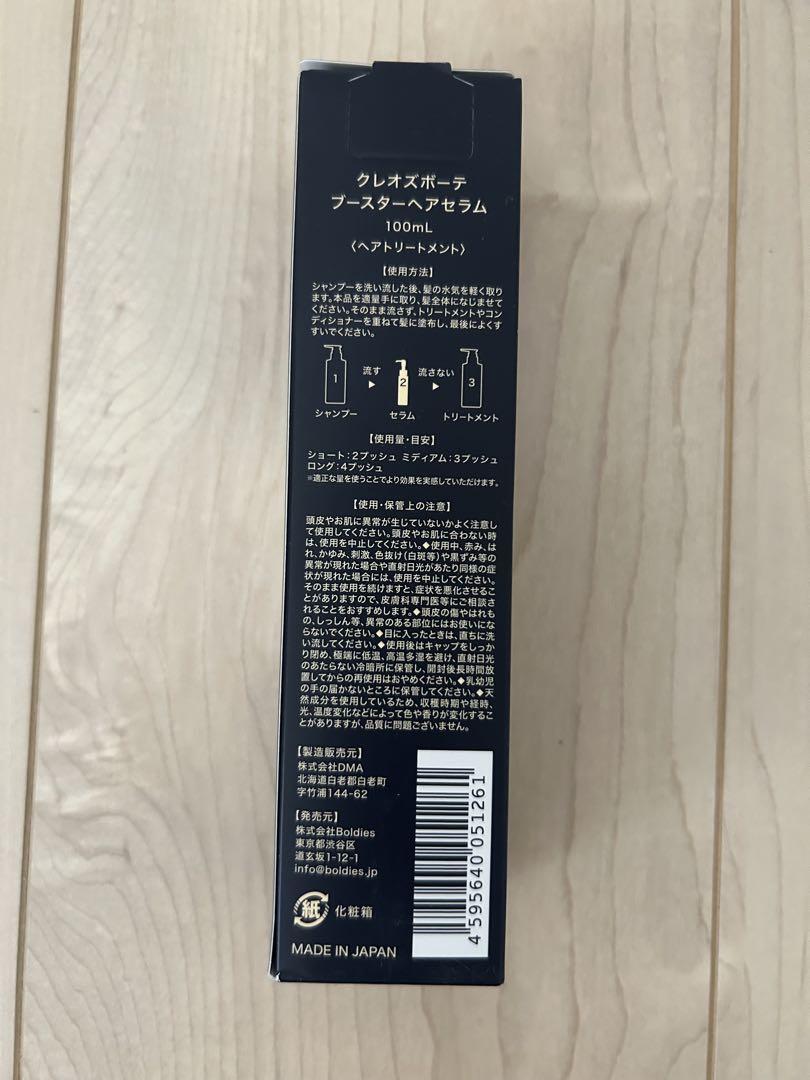 クレオズボーテ
ブースターヘアセラム
100mL
〈ヘアトリートメント〉
【使用方法】
シャンプーを洗い流した後、髪の水気を軽く取り
ます。本品を適量手に取り、髪全体になじませて
ください。そのまま流さず、トリートメントやコン
ディショナーを重ねて髪に塗布し、最後によくす
すいでください。
1 流す 2 流さない 3
シャンプー セラム トリートメント
【使用量・目安】
ショート:2プッシュ ミディアム:3プッシュ
ロング:4プッシュ
※適正な量を使うことでより効果を実感していただけます。
【使用・保管上の注意】
頭皮やお肌に異常が生じていないかよく注意し
て使用してください。頭皮やお肌に合わない時
は、使用を中止してください。◆使用中、赤み、は
れ、かゆみ、刺激、色抜け(白斑等)や黒ずみ等の
異常が現れた場合や直射日光があたり同様の症
状が現れた場合には、使用を中止してください。
そのまま使用を続けますと、症状を悪化させるこ
とがありますので、皮膚科専門医等にご相談さ
れることをおすすめします。◆頭皮の傷やはれも
の、しっしん等、異常のある部位にはお使いにな
らないでください。◆目に入ったときは、直ちに洗
い流してください。◆使用後はキャップをしっか
り閉め、極端に低温、高温多湿を避け、直射日光
のあたらない冷暗所に保管し、開封後長時間放
置してからの再使用はおやめください。◆乳幼児
の手の届かないところに保管してください。◆天
然成分を使用しているため、収穫時期や経時、
光、温度変化などによって色や香りが変化するこ
とがありますが、品質に問題ございません。
【製造販売元】
株式会社DMA
北海道白老郡白老町
字竹浦144-62
【発売元】
株式会社Boldies
東京都渋谷区
道玄坂1-12-1
info@boldies.jp
紙 化粧箱
MADE IN JAPAN
4 595640 051261